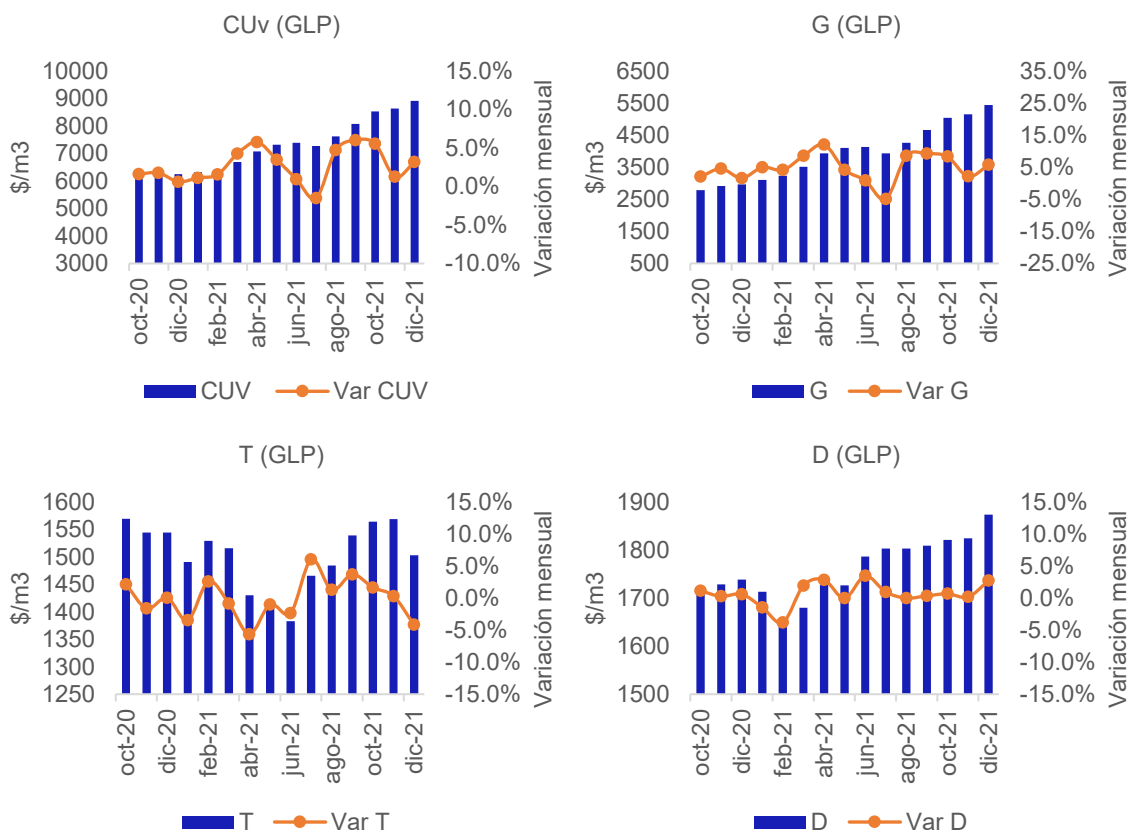 CUv (GLP)
$/m3
10000
9000
8000
7000
6000
5000
4000
3000
15.0%
10.0%
5.0%
0.0%
-5.0%
-10.0%
Variación mensual
oct-20
dic-20
feb-21
abr-21
jun-21
ago-21
oct-21
dic-21
CUV
Var CUV
G (GLP)
$/m3
6500
5500
4500
3500
2500
1500
500
35.0%
25.0%
15.0%
5.0%
-5.0%
-15.0%
-25.0%
Variación mensual
oct-20
dic-20
feb-21
abr-21
jun-21
ago-21
oct-21
dic-21
G
Var G
T (GLP)
$/m3
1600
1550
1500
1450
1400
1350
1300
1250
15.0%
10.0%
5.0%
0.0%
-5.0%
-10.0%
-15.0%
Variación mensual
oct-20
dic-20
feb-21
abr-21
jun-21
ago-21
oct-21
dic-21
T
Var T
D (GLP)
$/m3
1900
1800
1700
1600
1500
15.0%
10.0%
5.0%
0.0%
-5.0%
-10.0%
-15.0%
Variación mensual
oct-20
dic-20
feb-21
abr-21
jun-21
ago-21
oct-21
dic-21
D
Var D